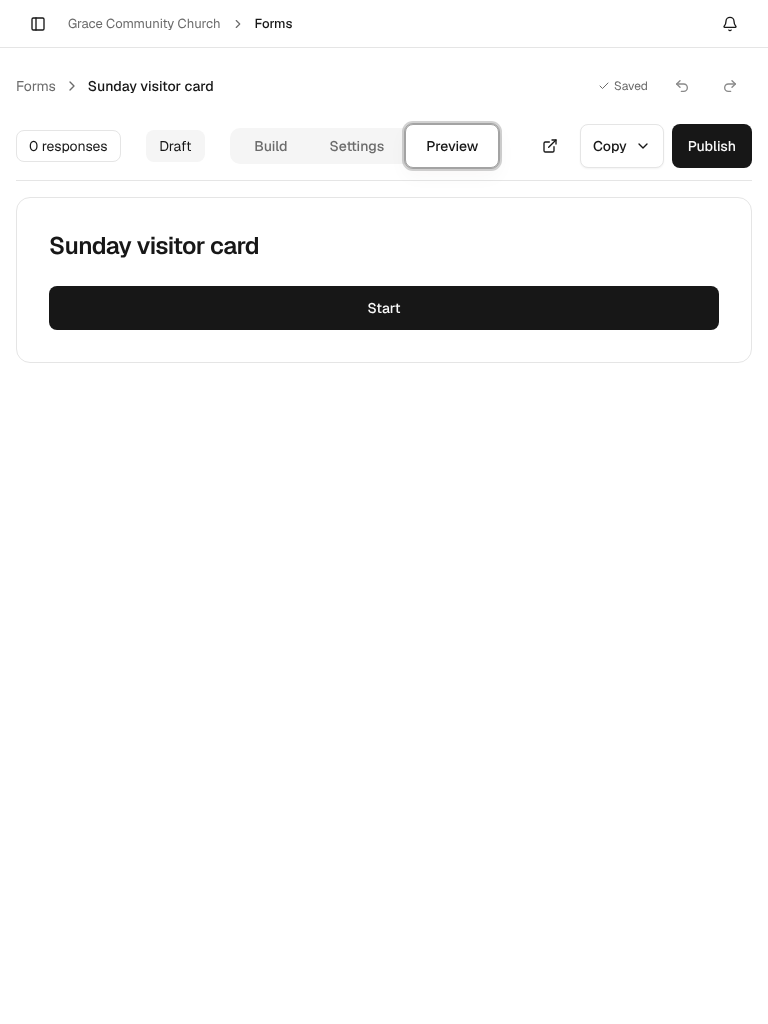 Grace Community Church Forms
Forms Sunday visitor card Saved
0 responses Draft Build Settings Preview Copy Publish
Sunday visitor card
Start